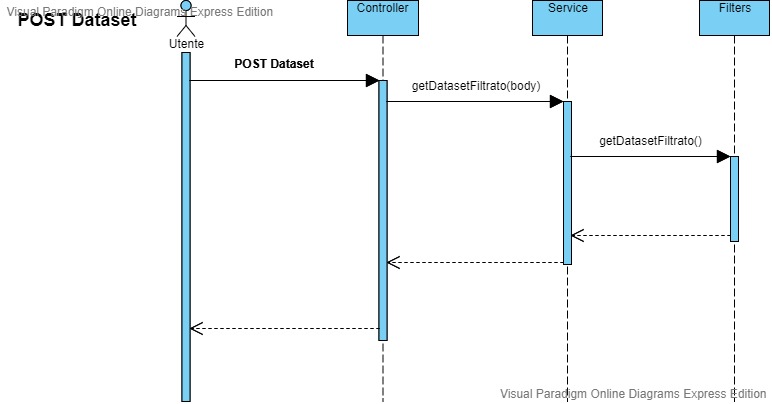 Visual Paradigm Online Diagrams Express Edition
POST Dataset
Controller
Service
Filters
Utente
POST Dataset
getDatasetFiltrato(body)
getDatasetFiltrato()
Visual Paradigm Online Diagrams Express Edition